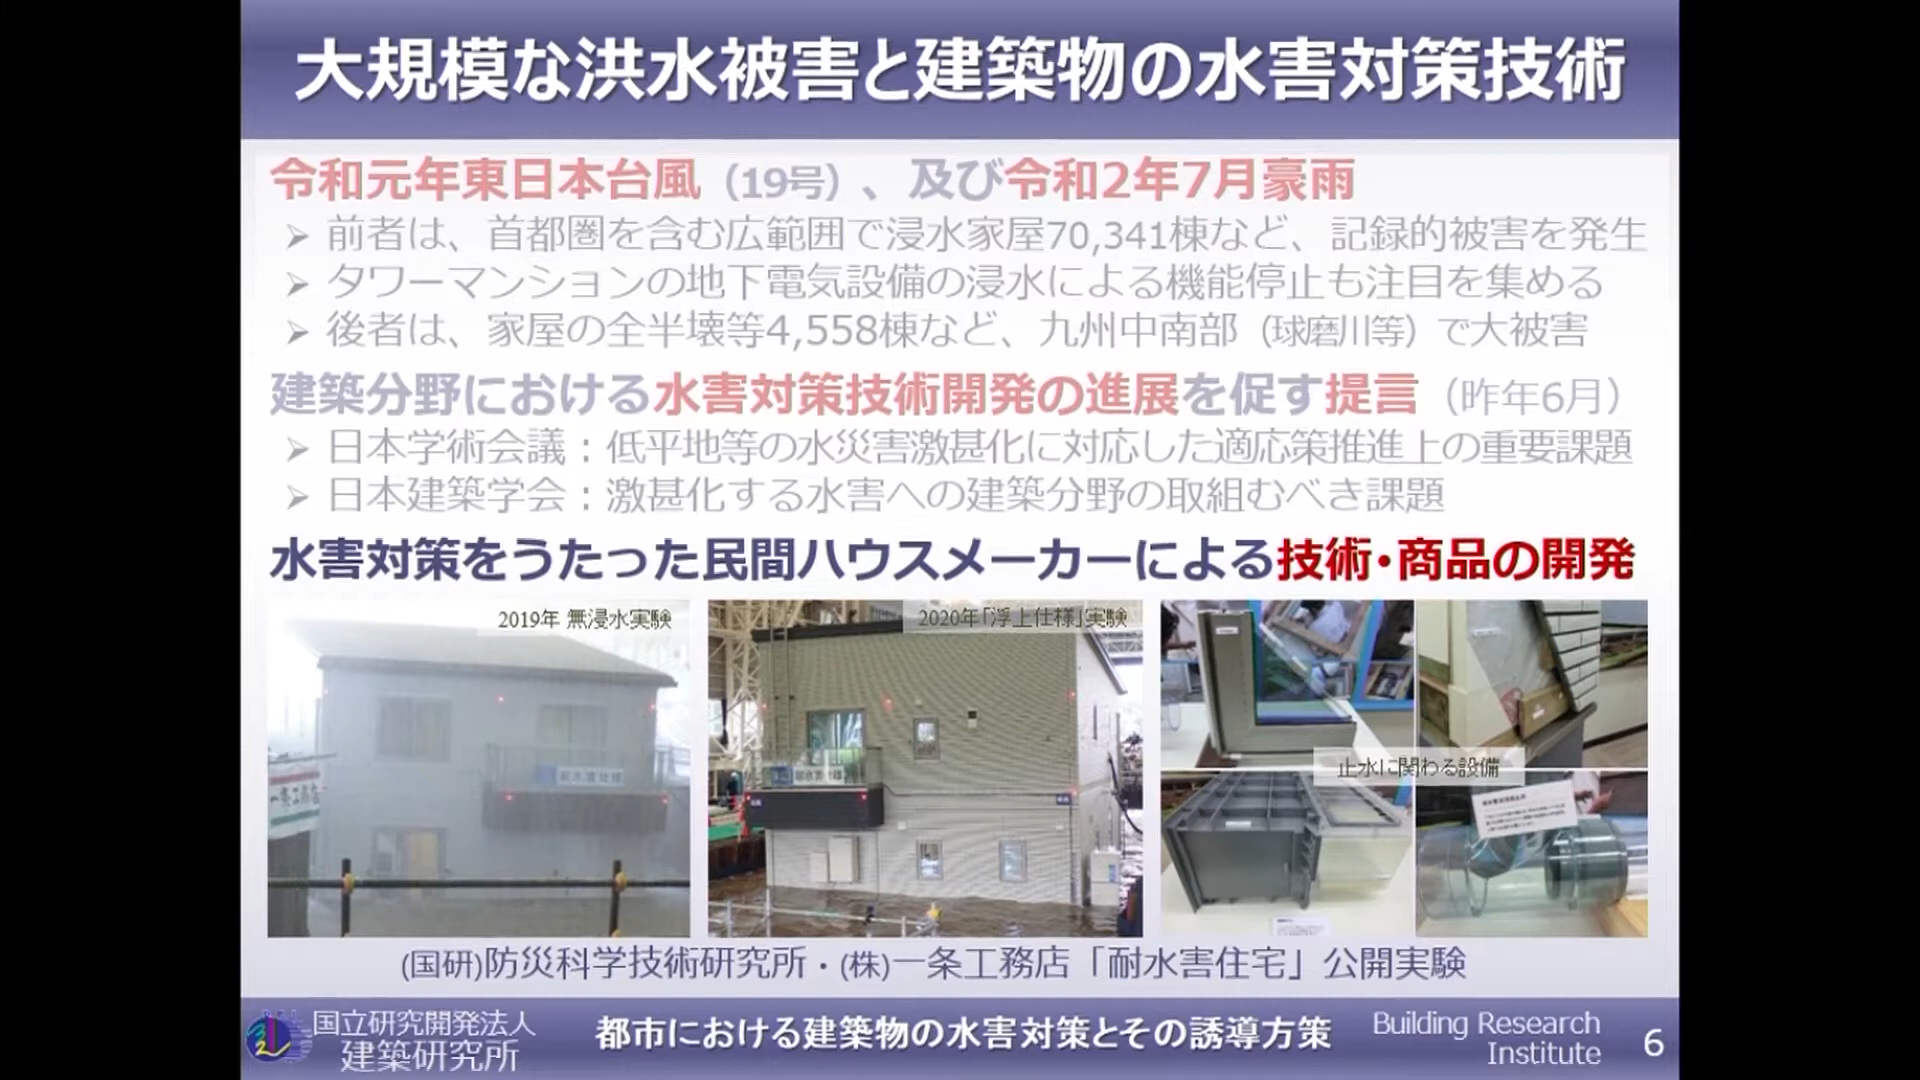 大規模な洪水被害と建築物の水害対策技術
令和元年東日本台風（19号）、及び令和2年7月豪雨
➢ 前者は、首都圏を含む広範囲で浸水家屋70,341棟など、記録的被害を発生
➢ タワーマンションの地下電気設備の浸水による機能停止も注目を集める
➢ 後者は、家屋の全半壊等4,558棟など、九州中南部（球磨川等）で大被害
建築分野における水害対策技術開発の進展を促す提言（昨年6月）
➢ 日本学術会議：低平地等の水災害激甚化に対応した適応策推進上の重要課題
➢ 日本建築学会：激甚化する水害への建築分野の取組むべき課題
水害対策をうたった民間ハウスメーカーによる技術・商品の開発
2019年 無浸水実験
2020年「浮上仕様」実験
止水に関わる設備
耐水害仕様
(国研)防災科学技術研究所・(株)一条工務店「耐水害住宅」公開実験
国立研究開発法人
建築研究所
都市における建築物の水害対策とその誘導方策
Building Research
Institute
6